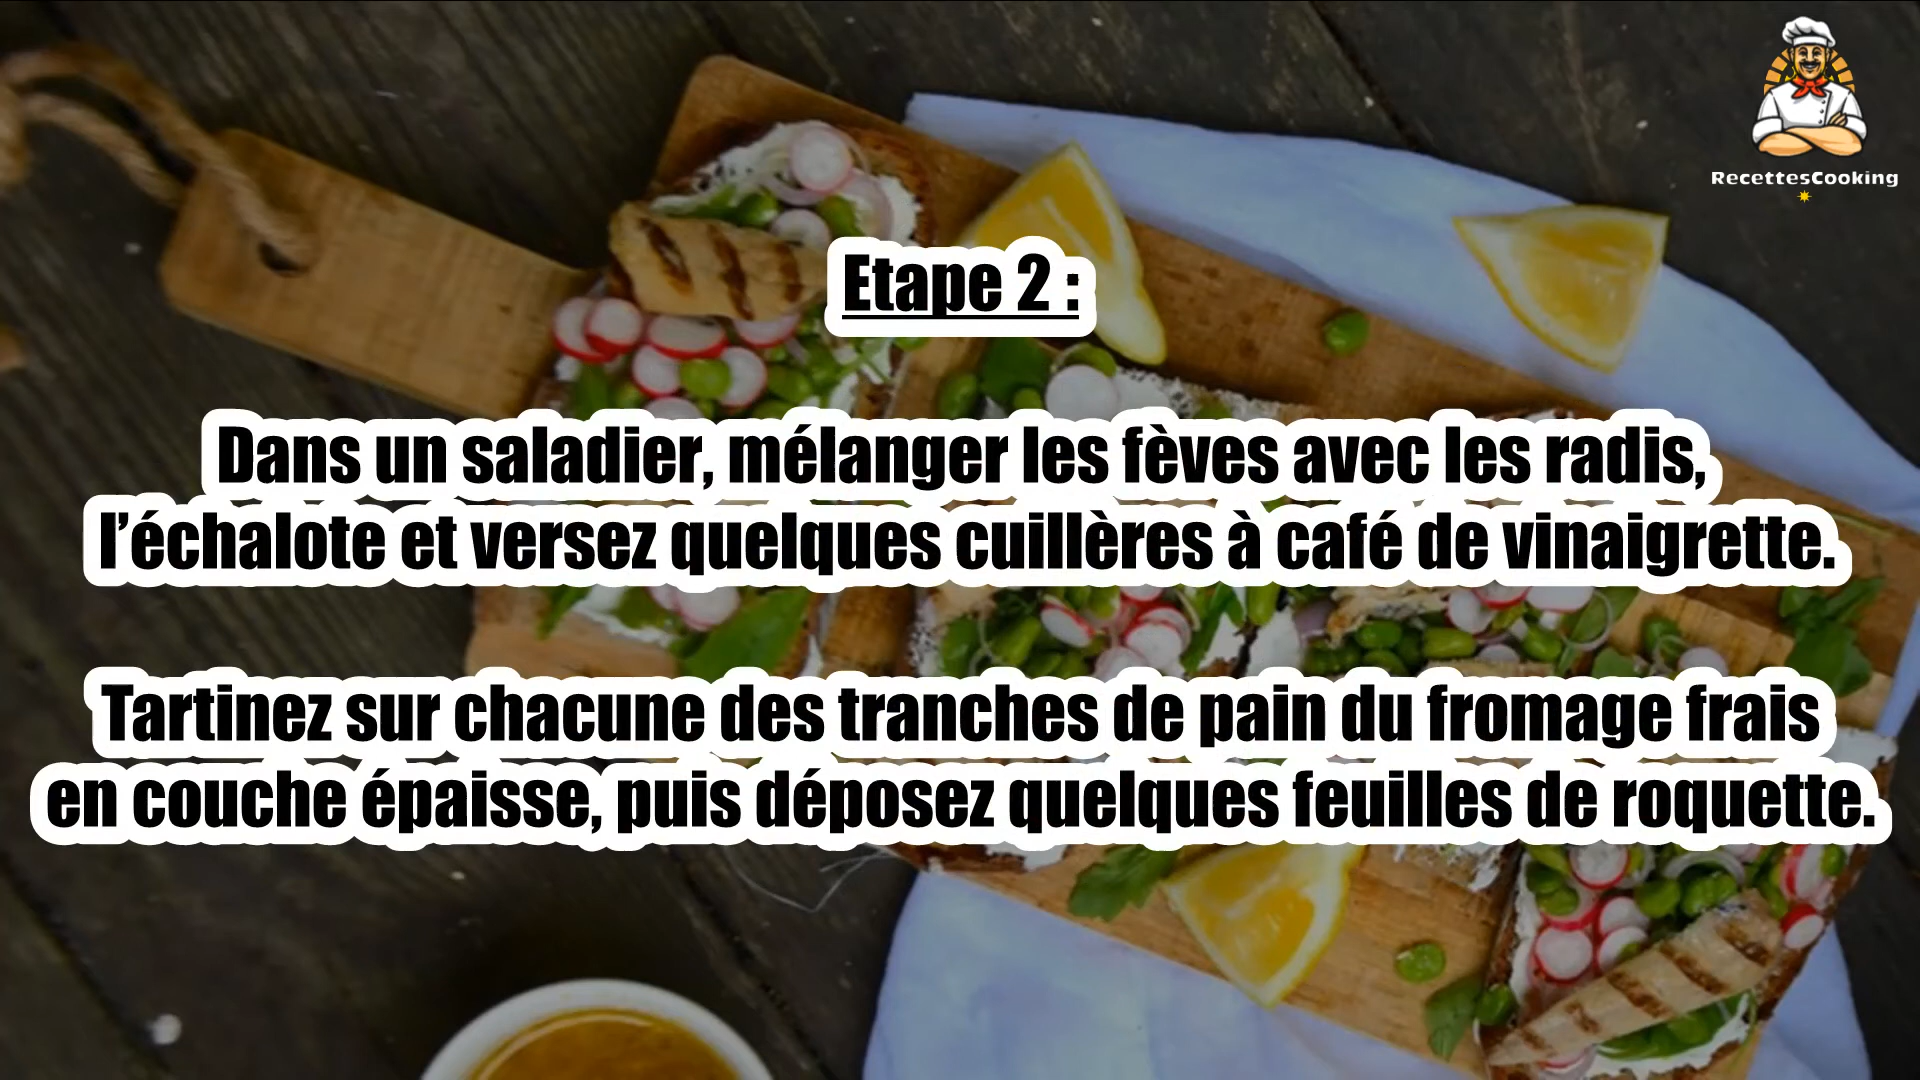 RecettesCooking
Etape 2 :
Dans un saladier, mélanger les fèves avec les radis,
l’échalote et versez quelques cuillères à café de vinaigrette.
Tartinez sur chacune des tranches de pain du fromage frais
en couche épaisse, puis déposez quelques feuilles de roquette.